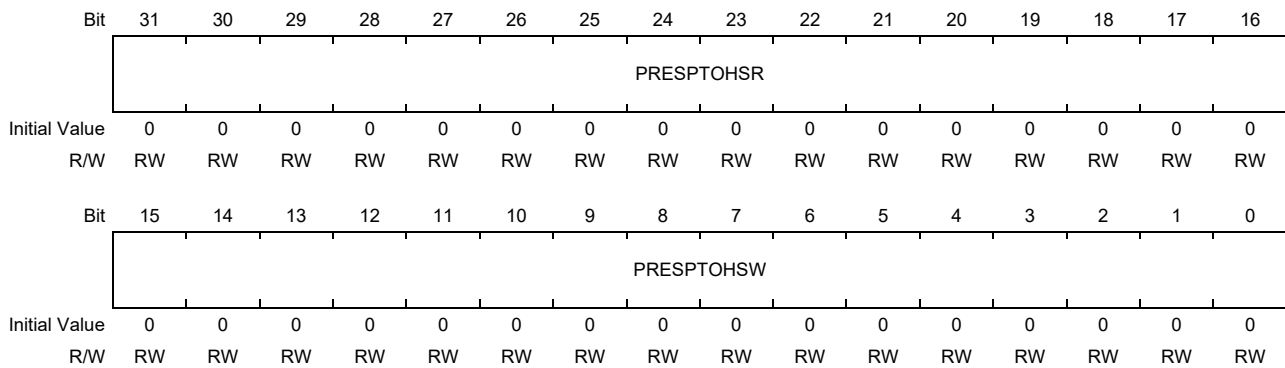 Bit 31 30 29 28 27 26 25 24 23 22 21 20 19 18 17 16
PRESPTOHSR
Initial Value 0 0 0 0 0 0 0 0 0 0 0 0 0 0 0 0
R/W RW RW RW RW RW RW RW RW RW RW RW RW RW RW RW RW
Bit 15 14 13 12 11 10 9 8 7 6 5 4 3 2 1 0
PRESPTOHSW
Initial Value 0 0 0 0 0 0 0 0 0 0 0 0 0 0 0 0
R/W RW RW RW RW RW RW RW RW RW RW RW RW RW RW RW RW